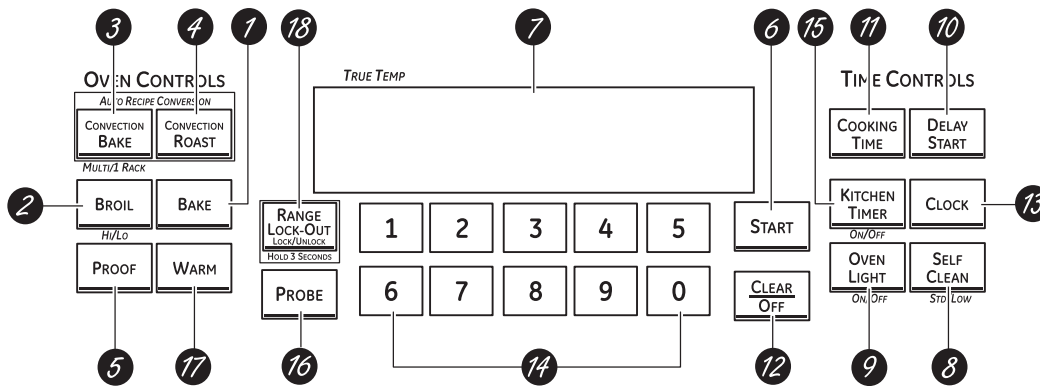 3
4
1
18
7
6
15
11
10
OVEN CONTROLS
TRUE TEMP
TIME CONTROLS
AUTO RECIPE CONVERSION
CONVECTION
BAKE
CONVECTION
ROAST
COOKING
TIME
DELAY
START
MULTI/1 RACK
2
BROIL
BAKE
RANGE
LOCK-OUT
LOCK/UNLOCK
HOLD 3 SECONDS
1 2 3 4 5
START
KITCHEN
TIMER
CLOCK
13
HI/LO
ON/OFF
PROOF
WARM
PROBE
6 7 8 9 0
CLEAR
OFF
OVEN
LIGHT
SELF
CLEAN
ON/OFF
STD/LOW
5
17
16
14
12
9
8